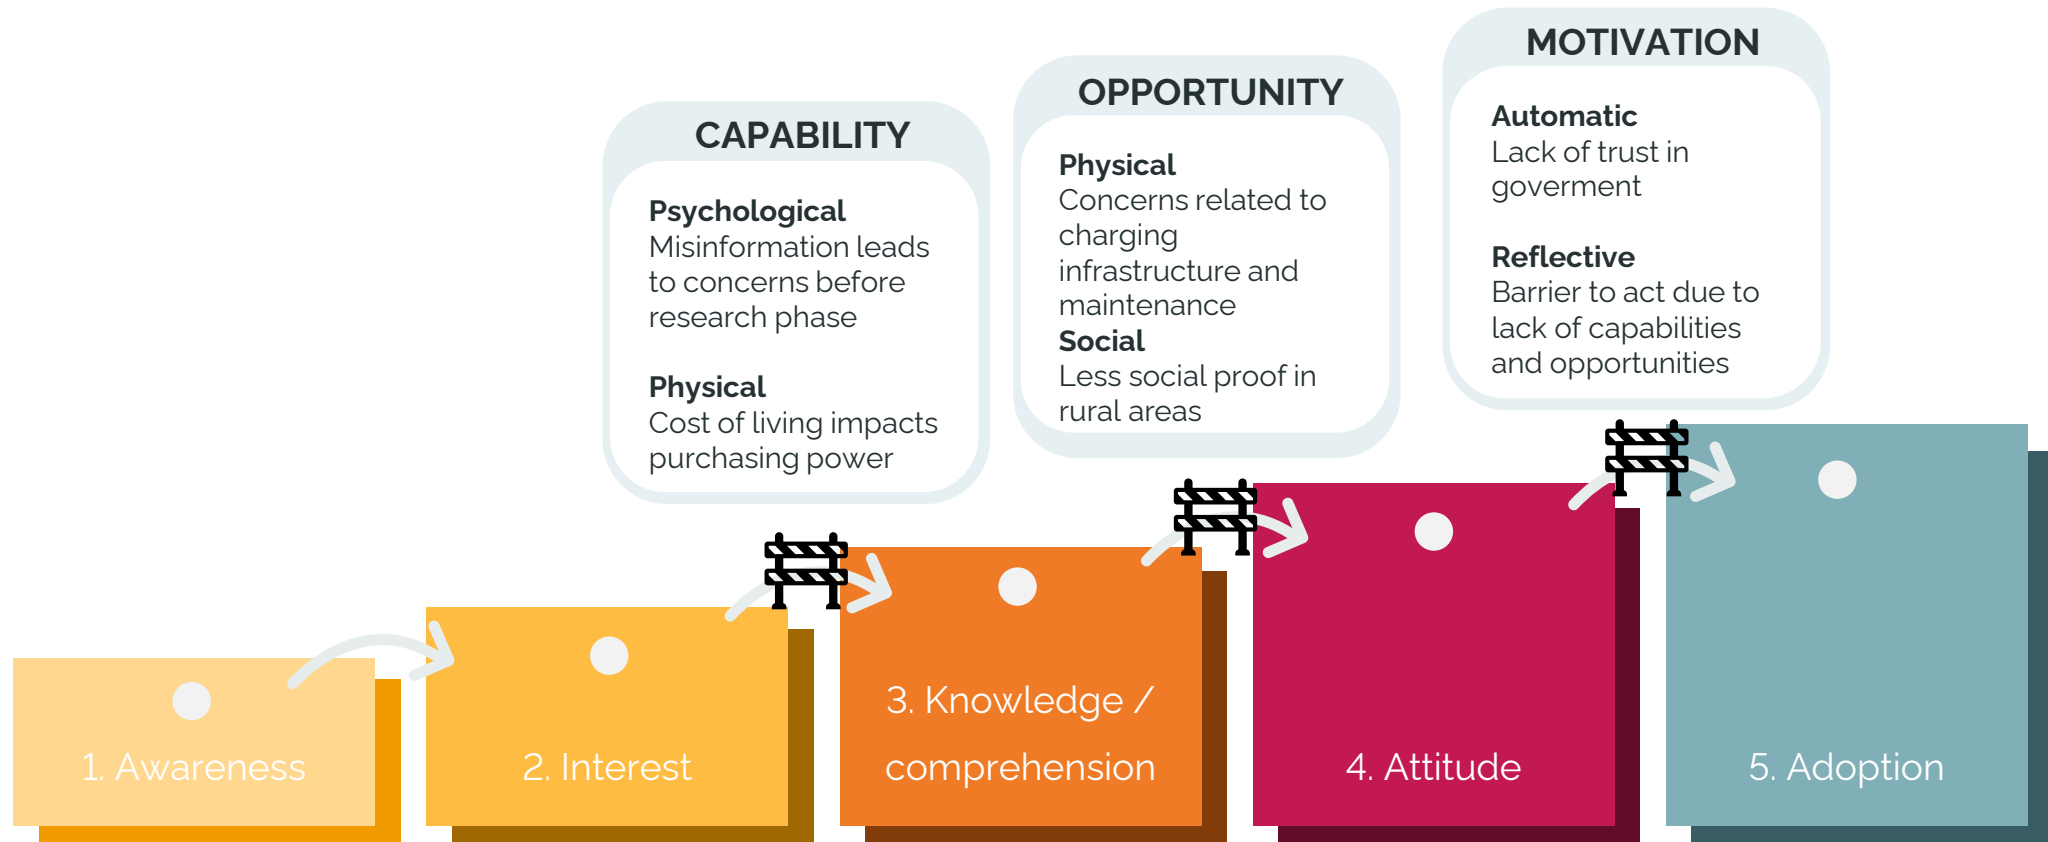 CAPABILITY
Psychological
Misinformation leads
to concerns before
research phase
Physical
Cost of living impacts
purchasing power
OPPORTUNITY
Physical
Concerns related to
charging
infrastructure and
maintenance
Social
Less social proof in
rural areas
MOTIVATION
Automatic
Lack of trust in
goverment
Reflective
Barrier to act due to
lack of capabilities
and opportunities
1. Awareness
2. Interest
3. Knowledge /
comprehension
4. Attitude
5. Adoption